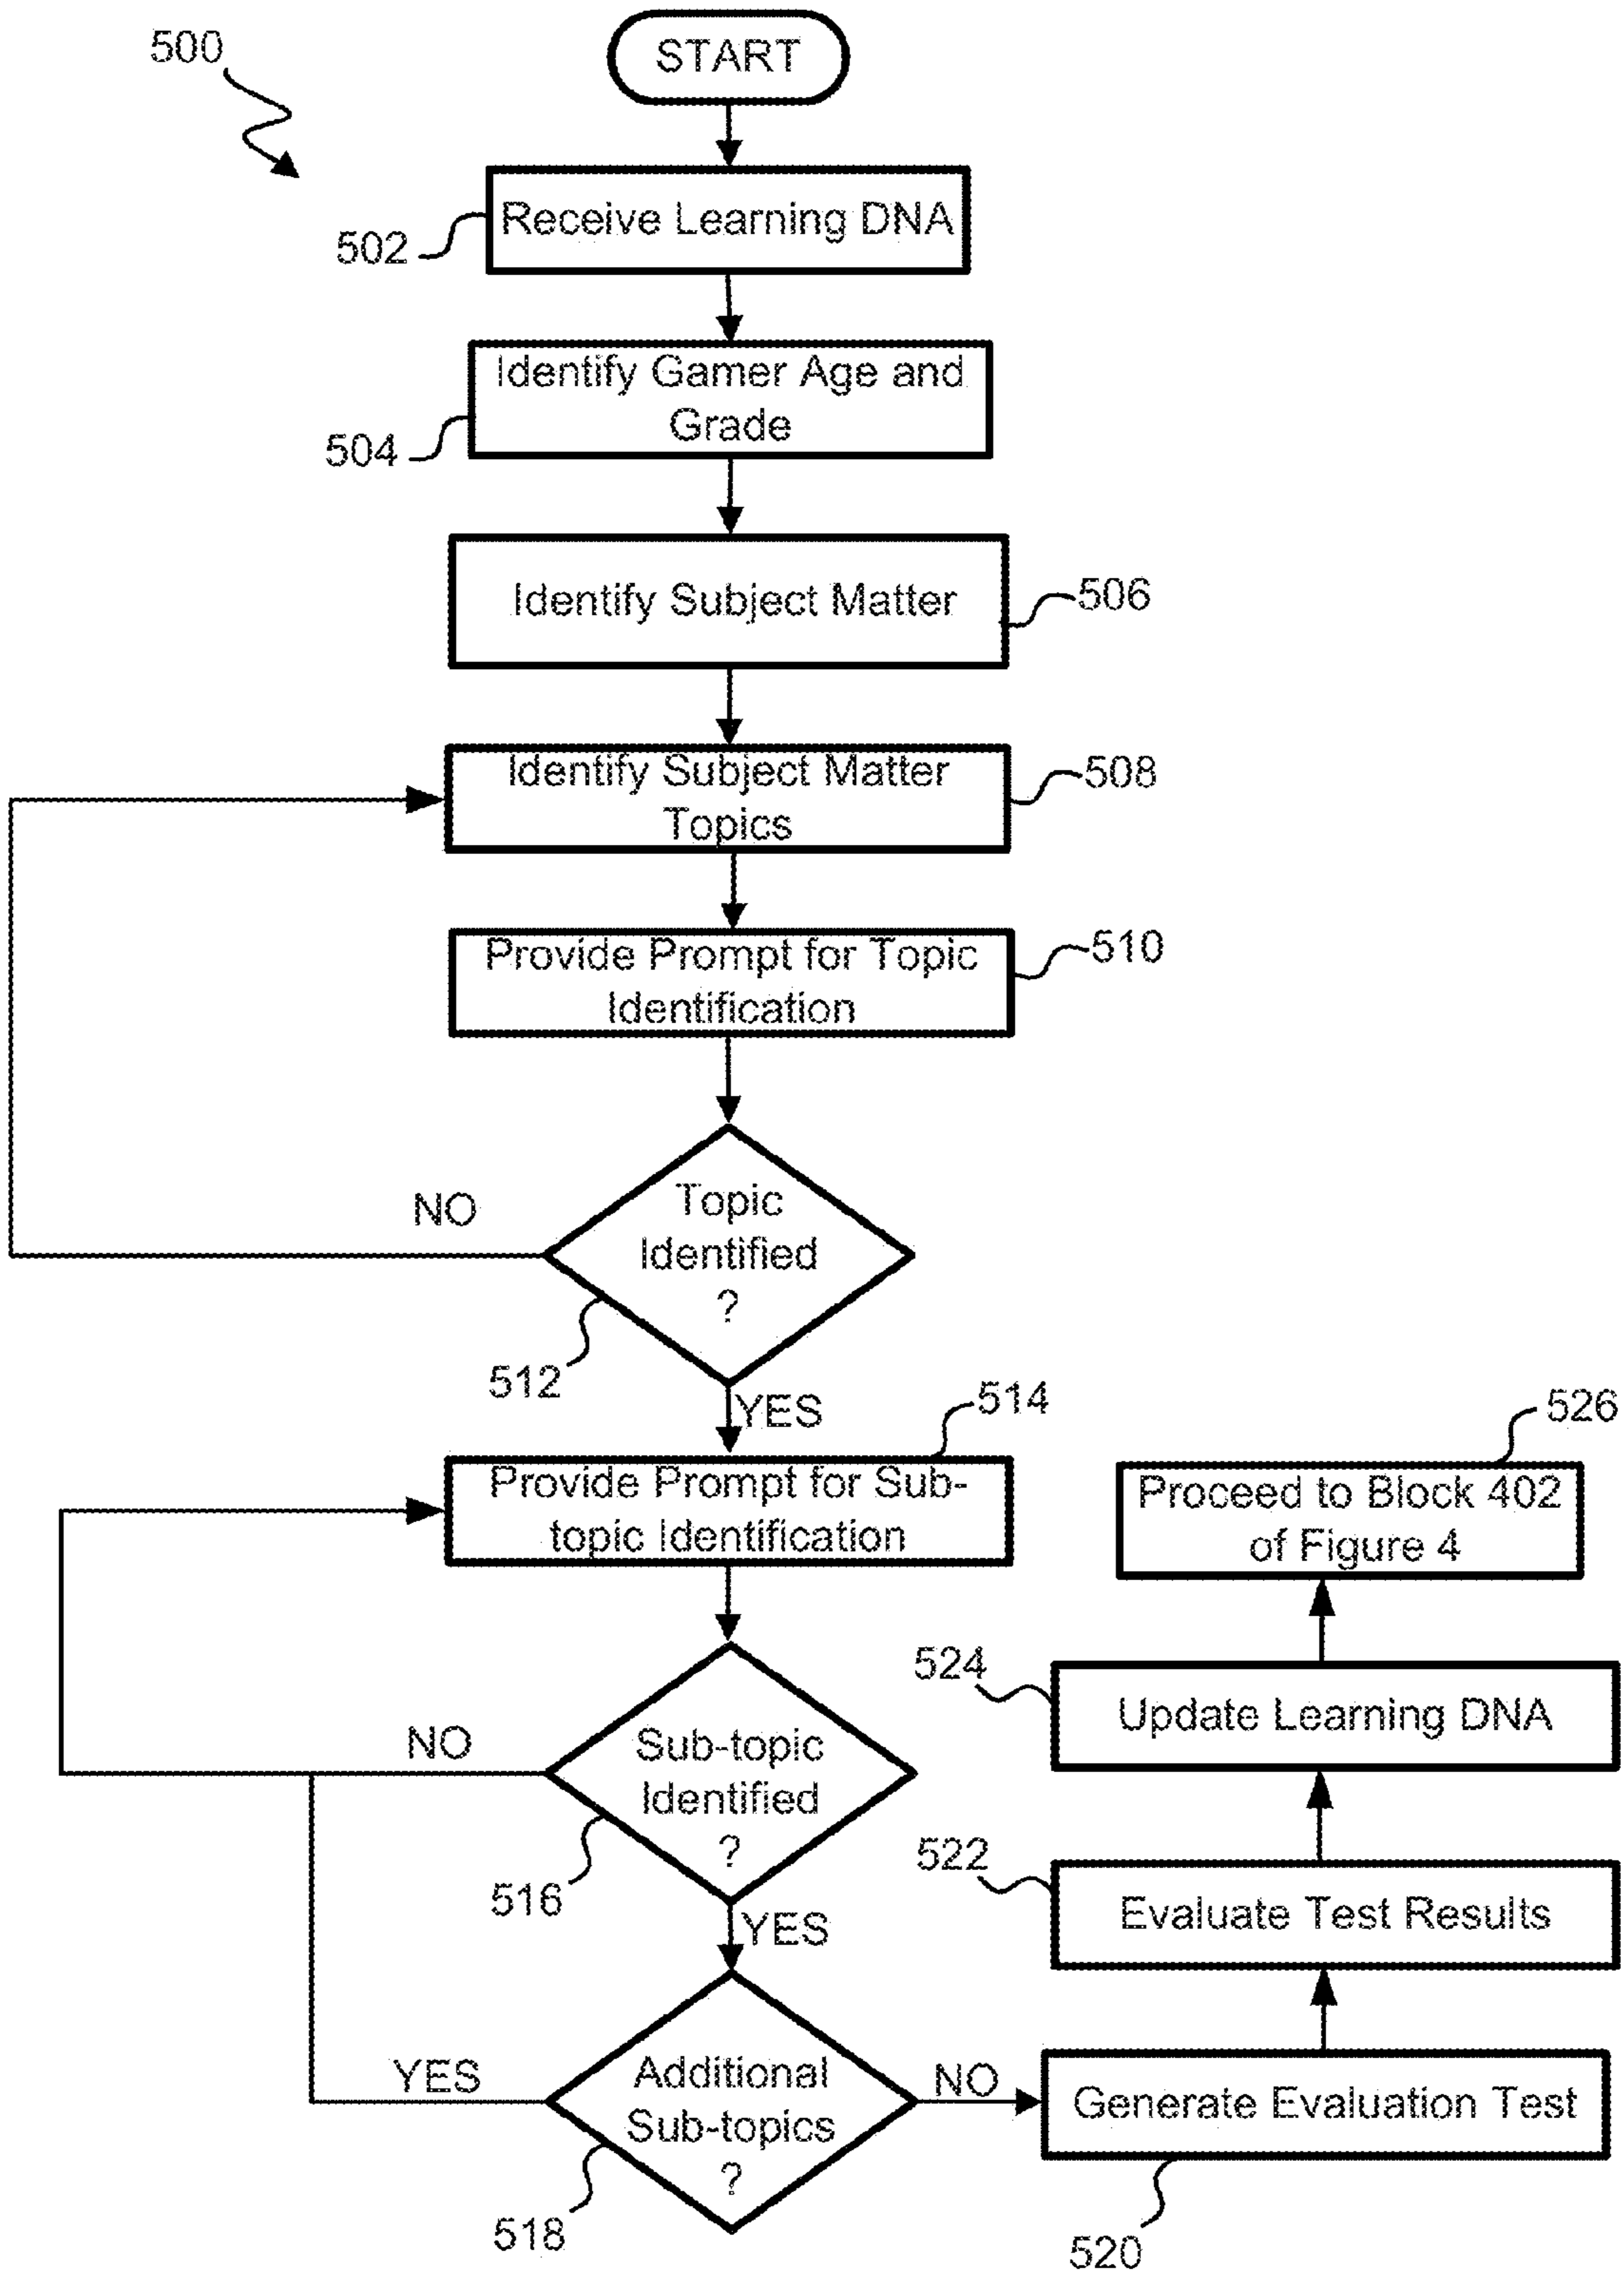 500
START
Receive Learning DNA
502
Identify Gamer Age and
Grade
504
Identify Subject Matter
506
Identify Subject Matter
Topics
508
Provide Prompt for Topic
Identification
510
Topic
Identified
?
NO
512
YES
514
Provide Prompt for Sub-
topic Identification
Sub-topic
Identified
?
NO
516
YES
Additional
Sub-topics
?
YES
NO
518
Generate Evaluation Test
520
Evaluate Test Results
522
Update Learning DNA
524
Proceed to Block 402
of Figure 4
526